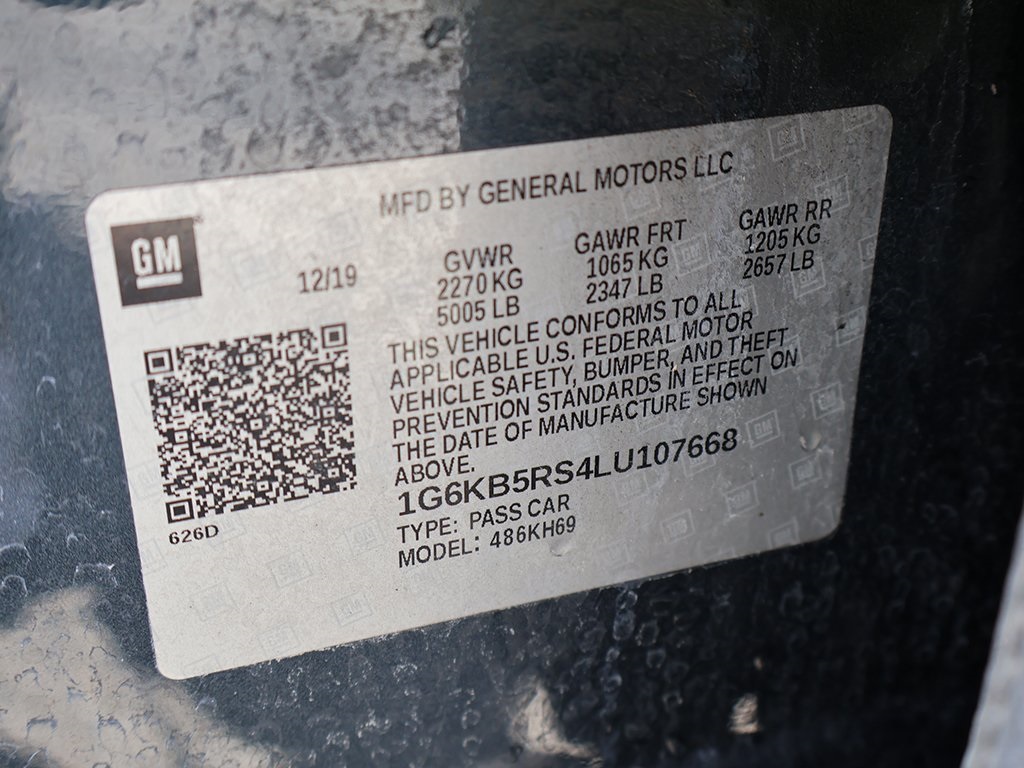 MFD BY GENERAL MOTORS LLC
GM
12/19
GVWR
2270 KG
5005 LB
GAWR FRT
1065 KG
2347 LB
GAWR RR
1205 KG
2657 LB
THIS VEHICLE CONFORMS TO ALL
APPLICABLE U.S. FEDERAL MOTOR
VEHICLE SAFETY, BUMPER, AND THEFT
PREVENTION STANDARDS IN EFFECT ON
THE DATE OF MANUFACTURE SHOWN
ABOVE.
1G6KB5RS4LU107668
TYPE: PASS CAR
MODEL: 486KH69
626D